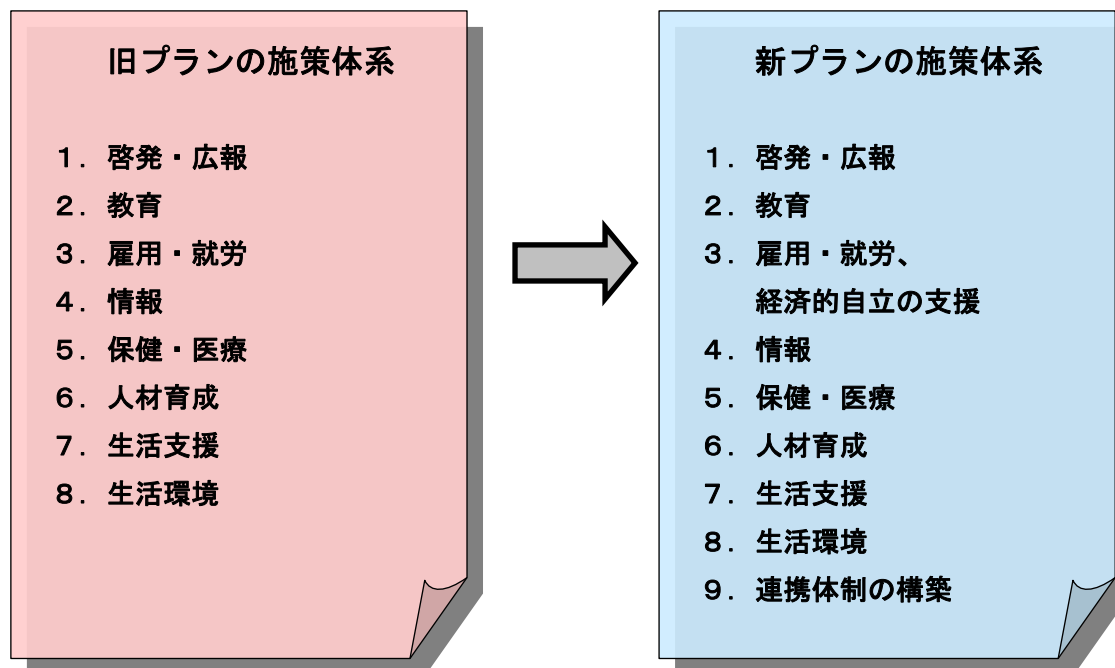 旧プランの施策体系
１．啓発・広報
２．教育
３．雇用・就労
４．情報
５．保健・医療
６．人材育成
７．生活支援
８．生活環境
新プランの施策体系
１．啓発・広報
２．教育
３．雇用・就労、
経済的自立の支援
４．情報
５．保健・医療
６．人材育成
７．生活支援
８．生活環境
９．連携体制の構築